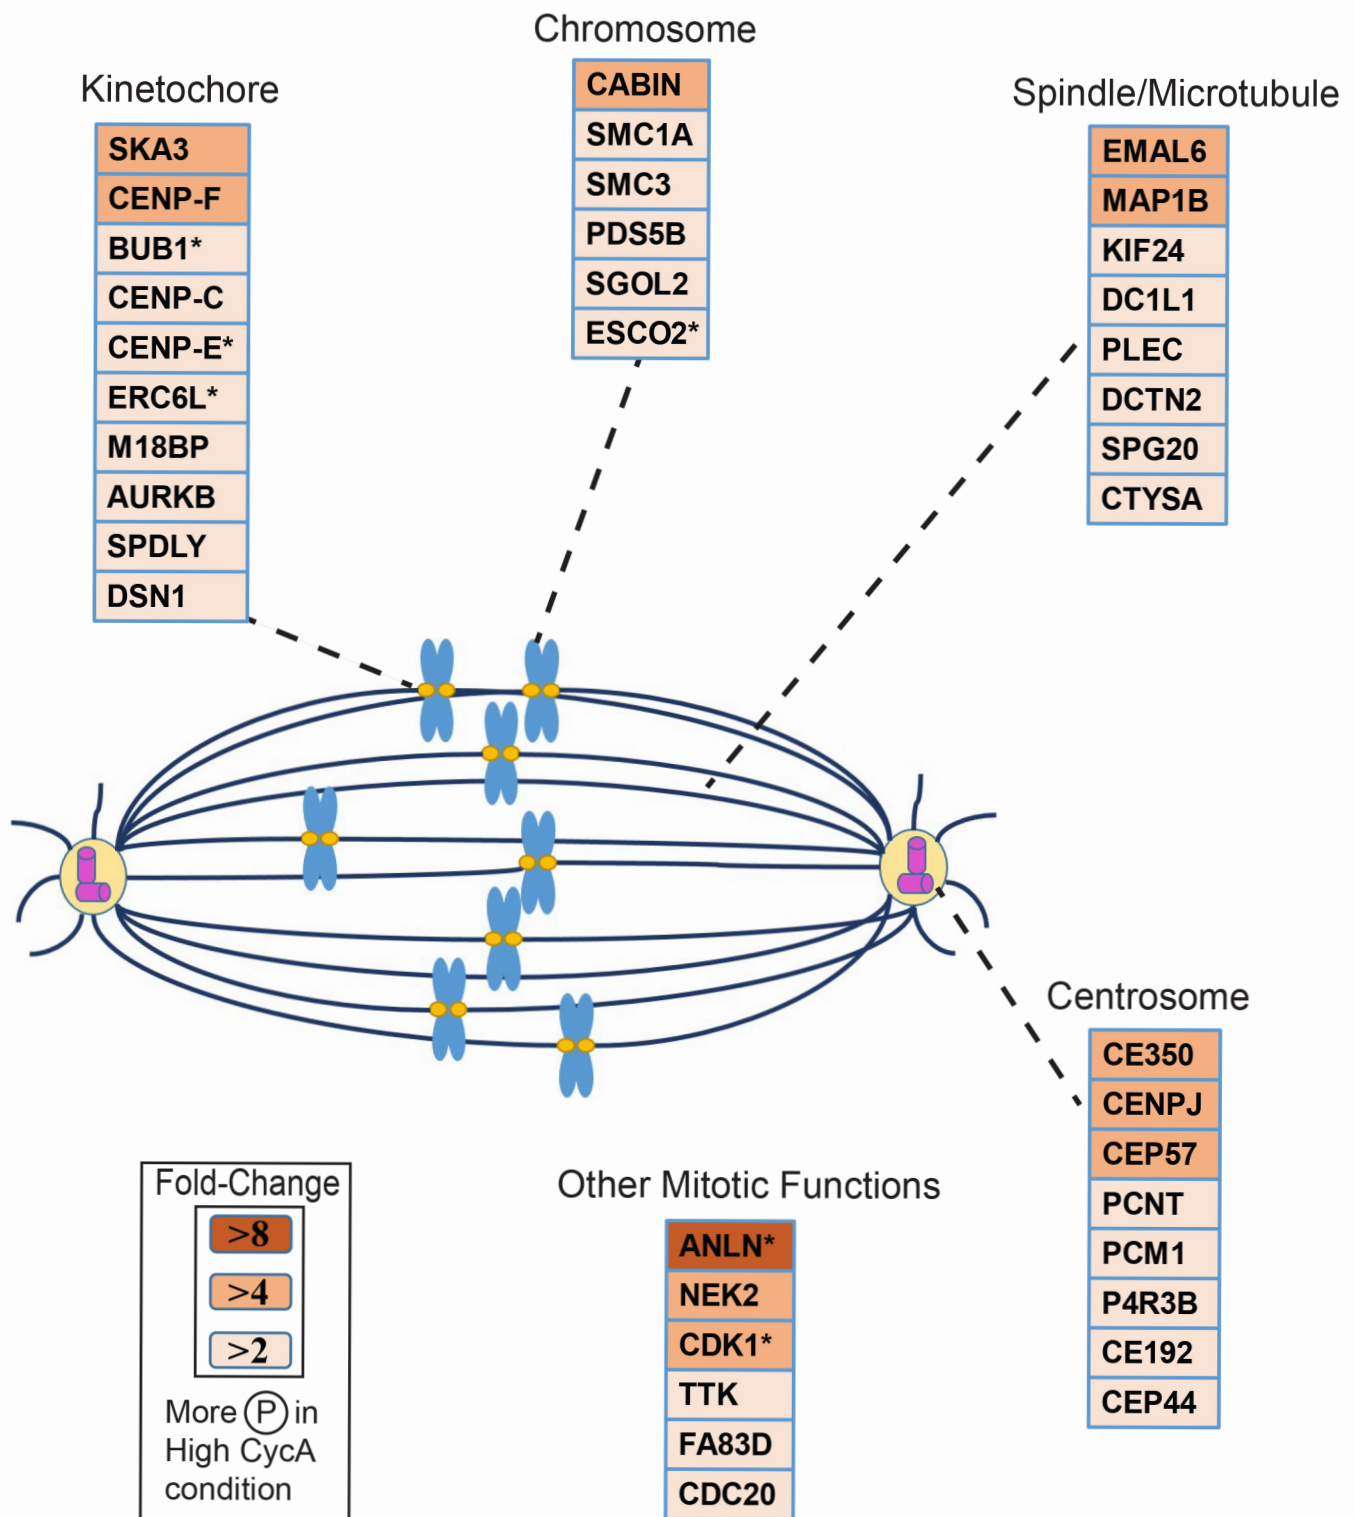 Chromosome
CABIN
SMC1A
SMC3
PDS5B
SGOL2
ESCO2*
Kinetochore
SKA3
CENP-F
BUB1*
CENP-C
CENP-E*
ERC6L*
M18BP
AURKB
SPDLY
DSN1
Spindle/Microtubule
EMAL6
MAP1B
KIF24
DC1L1
PLEC
DCTN2
SPG20
CTYSA
Centrosome
CE350
CENPJ
CEP57
PCNT
PCM1
P4R3B
CE192
CEP44
Fold-Change
>8
>4
>2
More P in
High CycA
condition
Other Mitotic Functions
ANLN*
NEK2
CDK1*
TTK
FA83D
CDC20